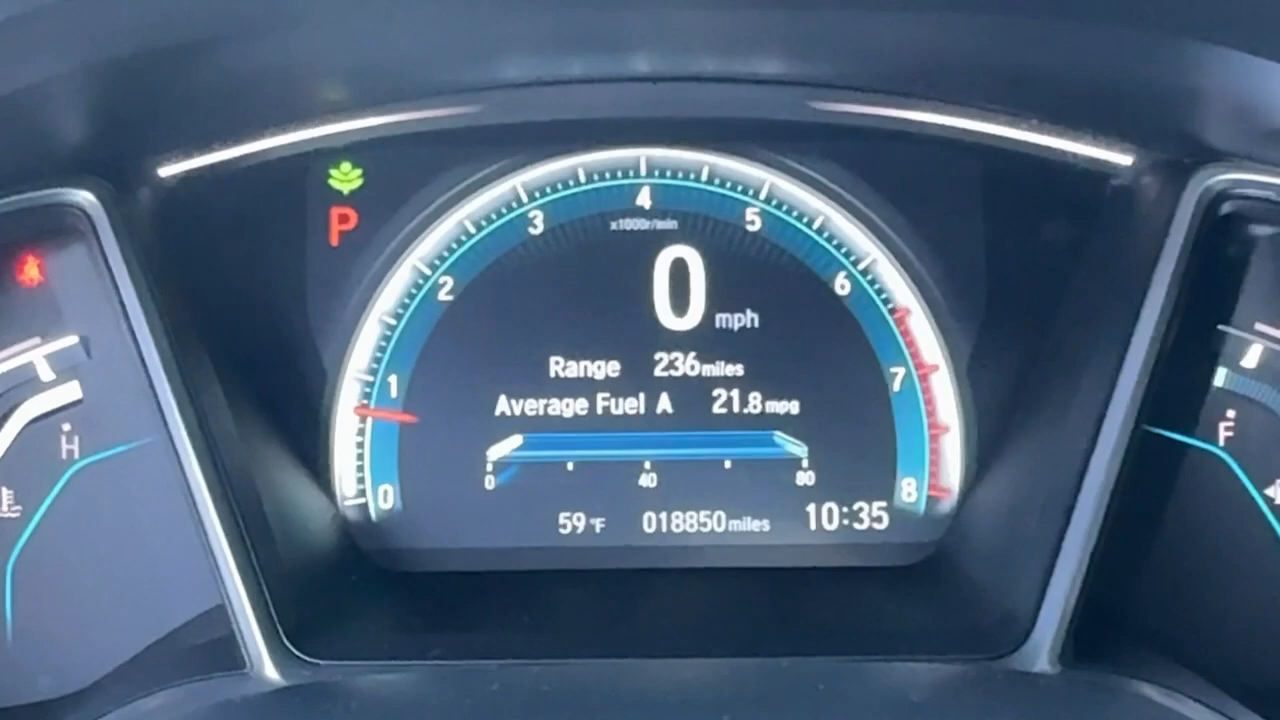 P
4
3
5
x1000r/min
2
6
0 mph
1
7
Range 236 miles
Average Fuel A 21.8 mpg
0
8
0 40 80
59 °F 018850 miles 10:35
H
F